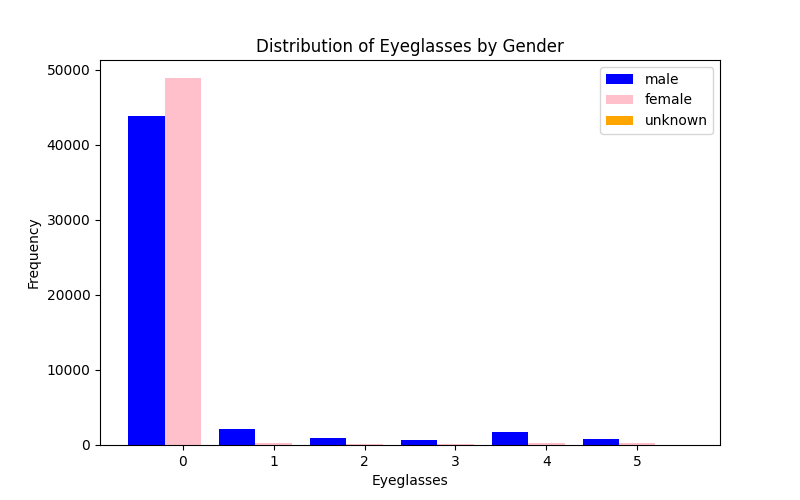 Distribution of Eyeglasses by Gender
male
female
unknown
50000
40000
30000
20000
10000
0
Frequency
0 1 2 3 4 5
Eyeglasses